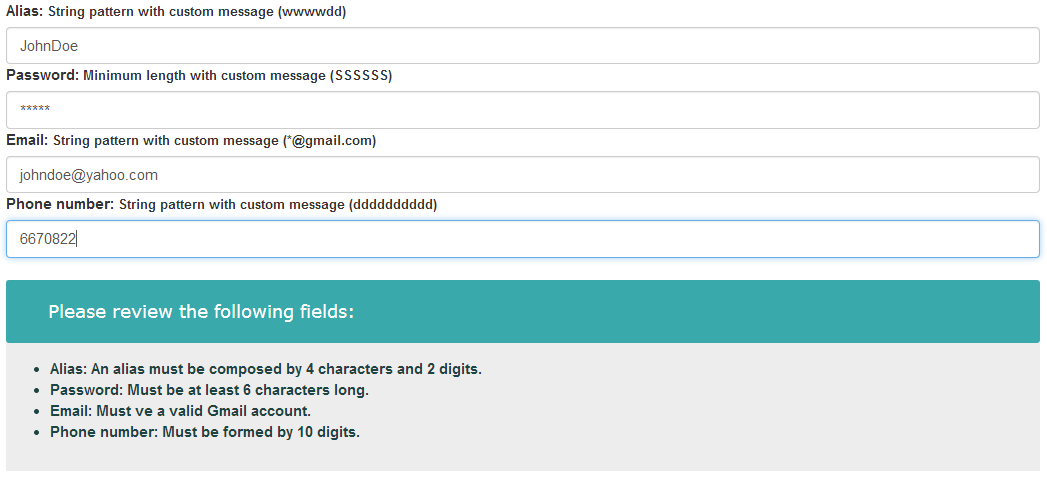 Alias: String pattern with custom message (wwwwdd)
JohnDoe
Password: Minimum length with custom message (SSSSSS)
*****
Email: String pattern with custom message (*@gmail.com)
johndoe@yahoo.com
Phone number: String pattern with custom message (dddddddddd)
6670822
Please review the following fields:
• Alias: An alias must be composed by 4 characters and 2 digits.
• Password: Must be at least 6 characters long.
• Email: Must ve a valid Gmail account.
• Phone number: Must be formed by 10 digits.